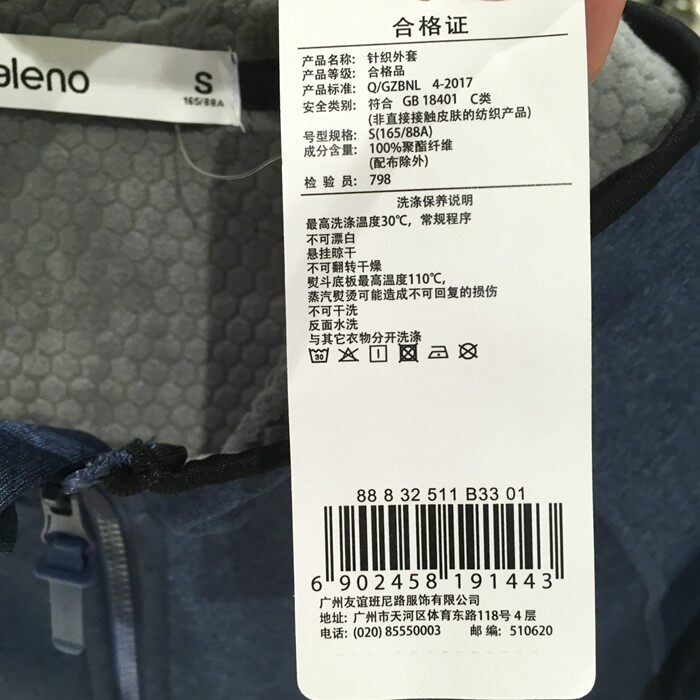 aleno
S
165/88A
合格证
产品名称: 针织外套
产品等级: 合格品
产品标准: Q/GZBNL 4-2017
安全类别: 符合 GB 18401 C类
(非直接接触皮肤的纺织产品)
号型规格: S(165/88A)
成分含量: 100%聚酯纤维
(配布除外)
检 验 员: 798
洗涤保养说明
最高洗涤温度30℃, 常规程序
不可漂白
悬挂晾干
不可翻转干燥
熨斗底板最高温度110℃,
蒸汽熨烫可能造成不可回复的损伤
不可干洗
反面水洗
与其它衣物分开洗涤
30
88 8 32 511 B33 01
6 902458 191443
广州友谊班尼路服饰有限公司
地址: 广州市天河区体育东路118号4层
电话: (020) 85550003 邮 编: 510620